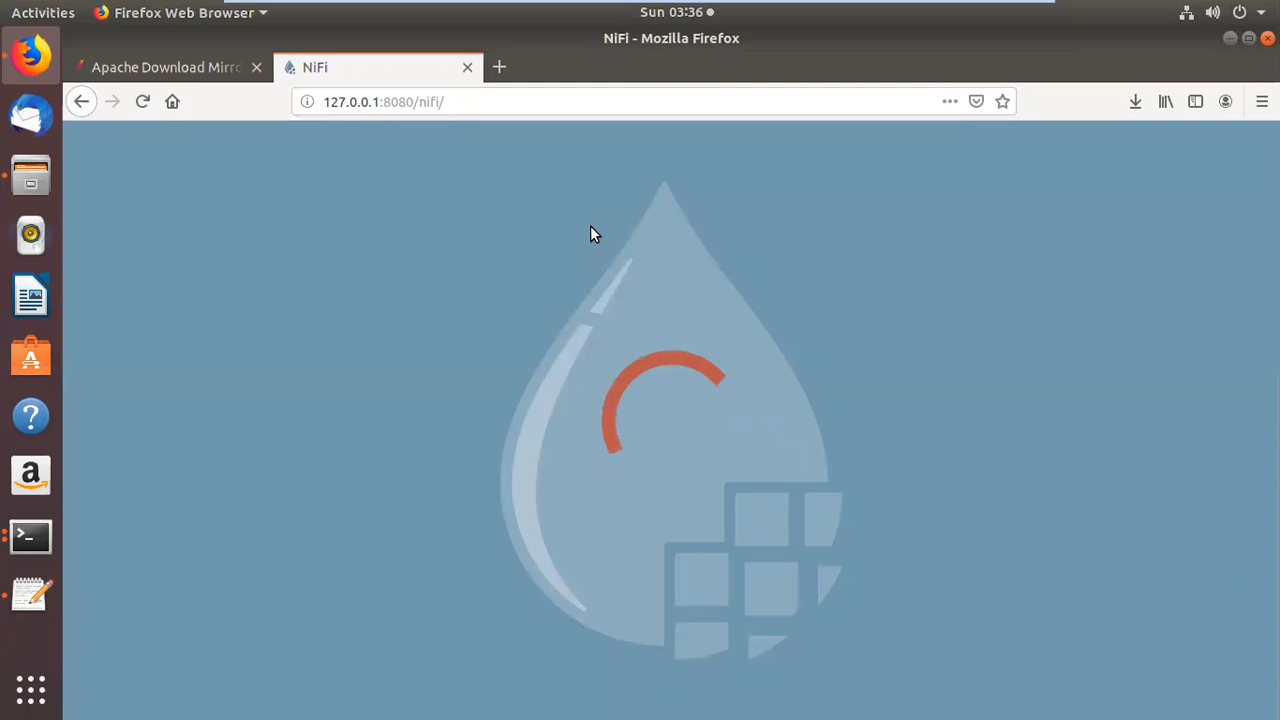 Activities Firefox Web Browser Sun 03:36
NiFi - Mozilla Firefox
Apache Download Mirro NiFi
127.0.0.1:8080/nifi/